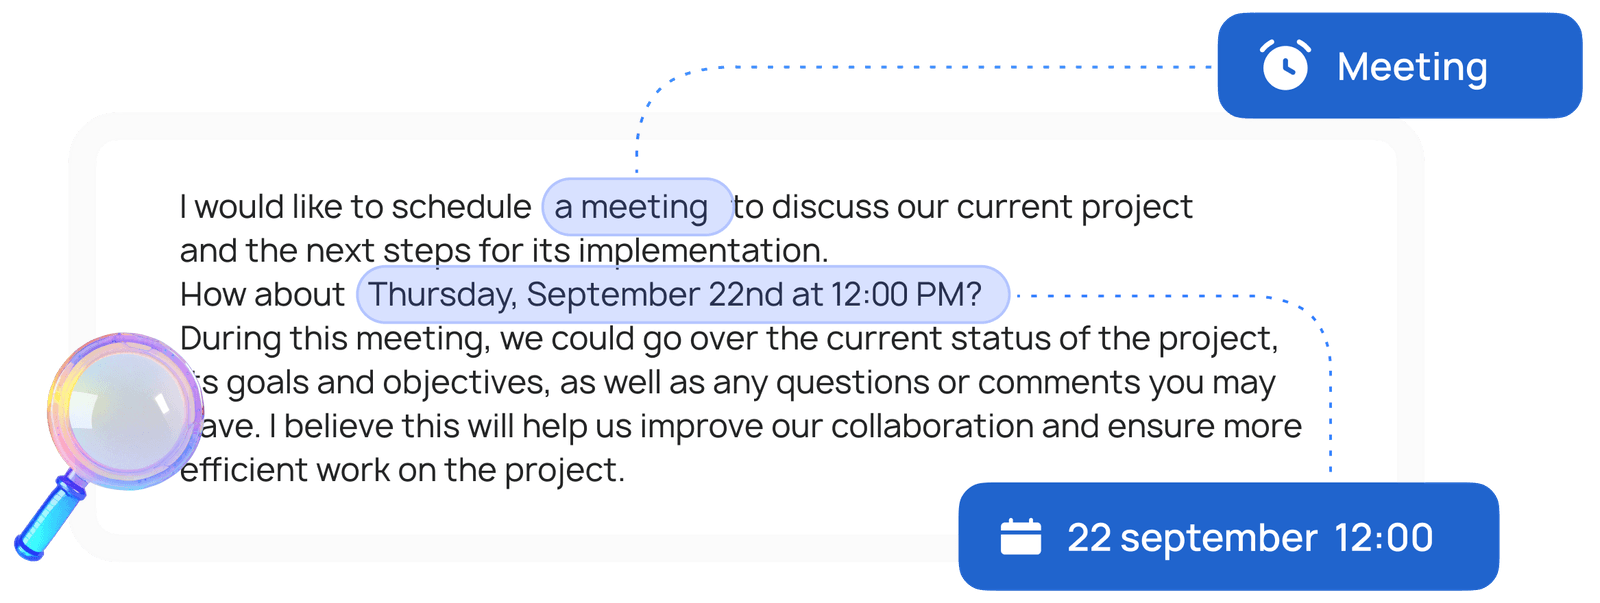 Meeting
I would like to schedule a meeting to discuss our current project
and the next steps for its implementation.
How about Thursday, September 22nd at 12:00 PM?
During this meeting, we could go over the current status of the project,
its goals and objectives, as well as any questions or comments you may
have. I believe this will help us improve our collaboration and ensure more
efficient work on the project.
22 september 12:00